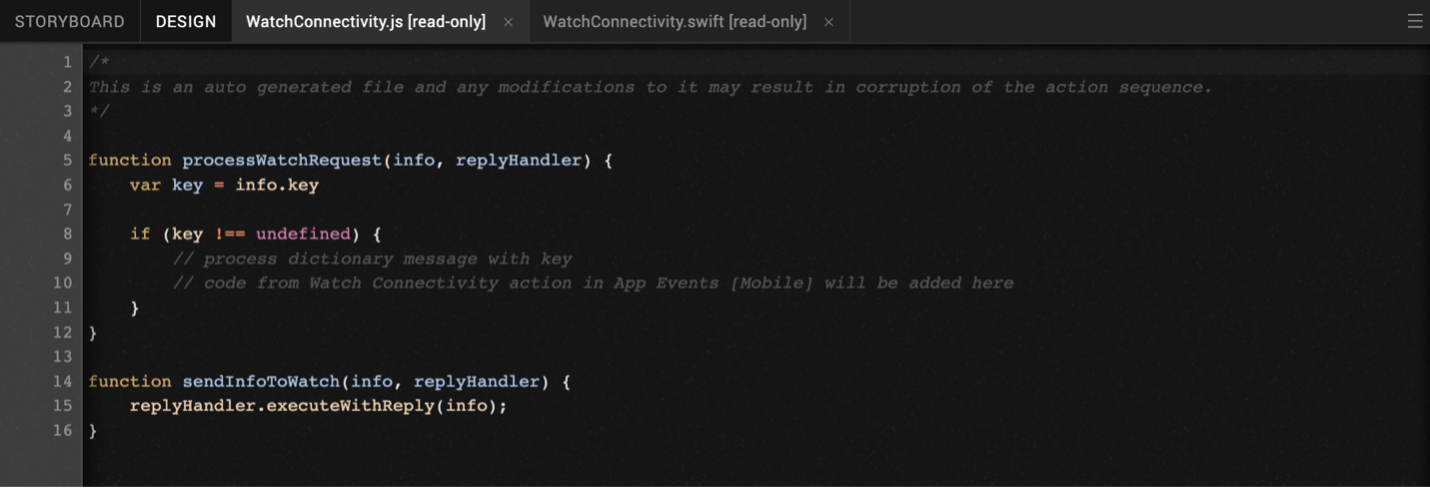 STORYBOARD DESIGN WatchConnectivity.js [read-only] × WatchConnectivity.swift [read-only] ×
1 /*
2 This is an auto generated file and any modifications to it may result in corruption of the action sequence.
3 */
4
5 function processWatchRequest(info, replyHandler) {
6     var key = info.key
7
8     if (key !== undefined) {
9         // process dictionary message with key
10         // code from Watch Connectivity action in App Events [Mobile] will be added here
11     }
12 }
13
14 function sendInfoToWatch(info, replyHandler) {
15     replyHandler.executeWithReply(info);
16 }